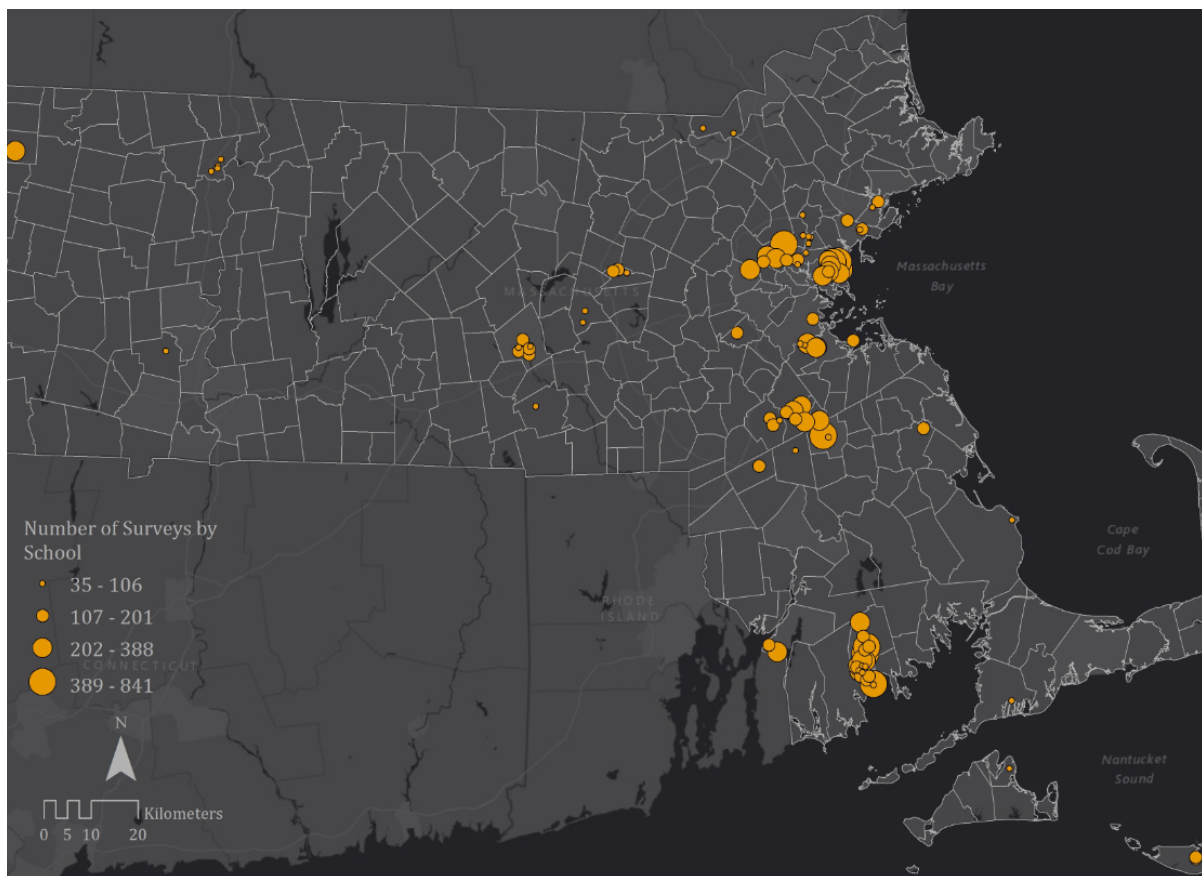 MASSACHUSETTS
Massachusetts
Bay
Cape
Cod Bay
Number of Surveys by
School
35 - 106
107 - 201
202 - 388
389 - 841
RHODE
ISLAND
CONNECTICUT
N
Kilometers
0 5 10 20
Nantucket
Sound